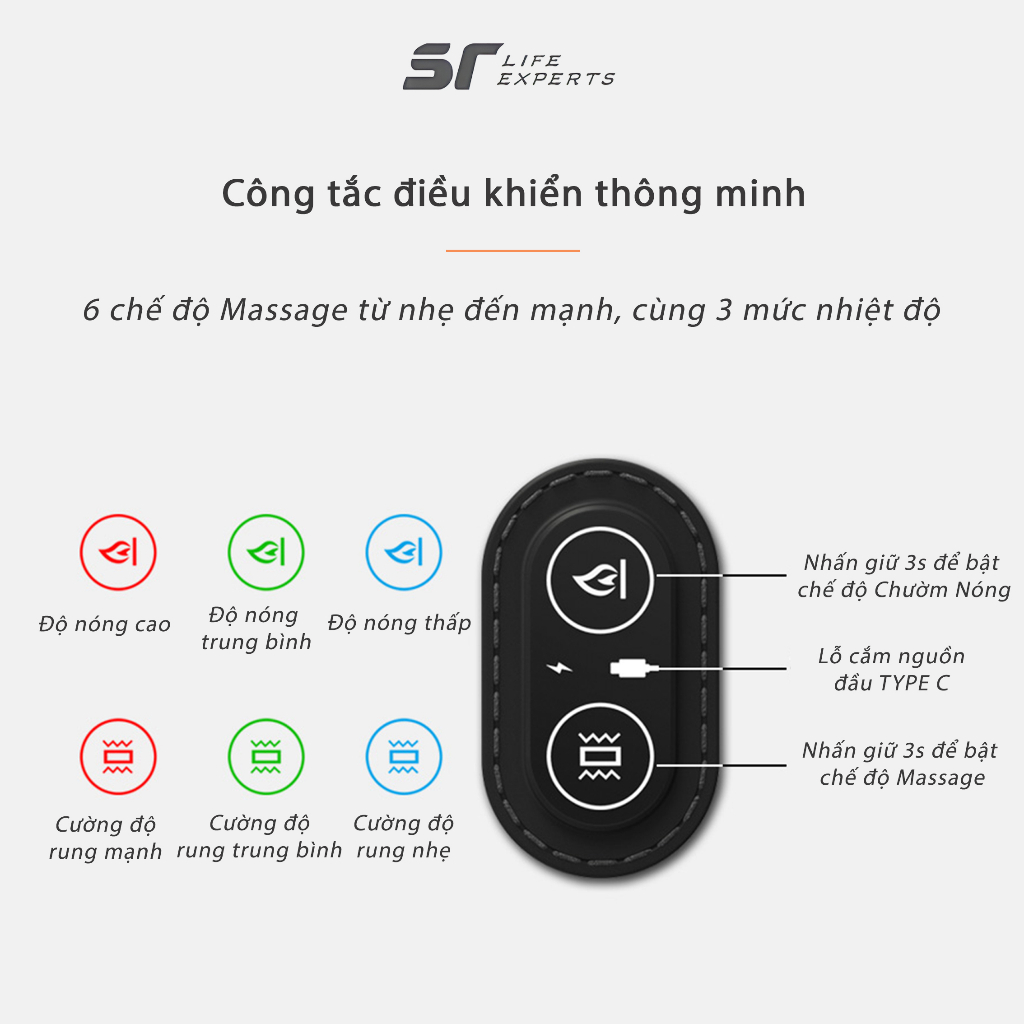 ST LIFE
EXPERTS
Công tắc điều khiển thông minh
6 chế độ Massage từ nhẹ đến mạnh, cùng 3 mức nhiệt độ
Nhấn giữ 3s để bật
chế độ Chườm Nóng
Độ nóng cao
Độ nóng
trung bình
Độ nóng thấp
Lỗ cắm nguồn
đầu TYPE C
Nhấn giữ 3s để bật
chế độ Massage
Cường độ
rung mạnh
Cường độ
rung trung bình
Cường độ
rung nhẹ